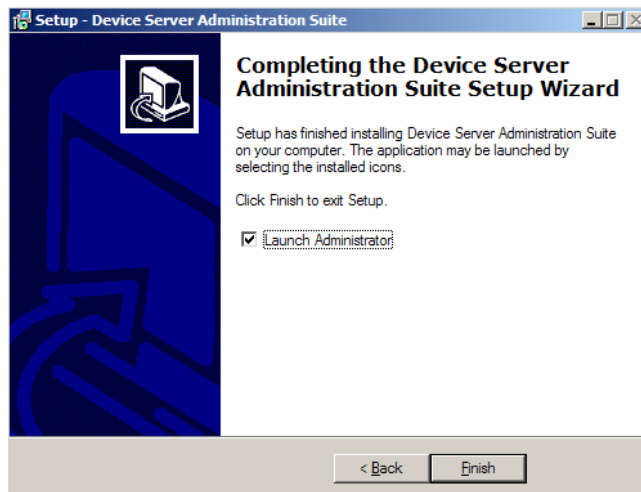 Setup - Device Server Administration Suite
Completing the Device Server
Administration Suite Setup Wizard
Setup has finished installing Device Server Administration Suite
on your computer. The application may be launched by
selecting the installed icons.
Click Finish to exit Setup.
Launch Administrator
< Back Finish